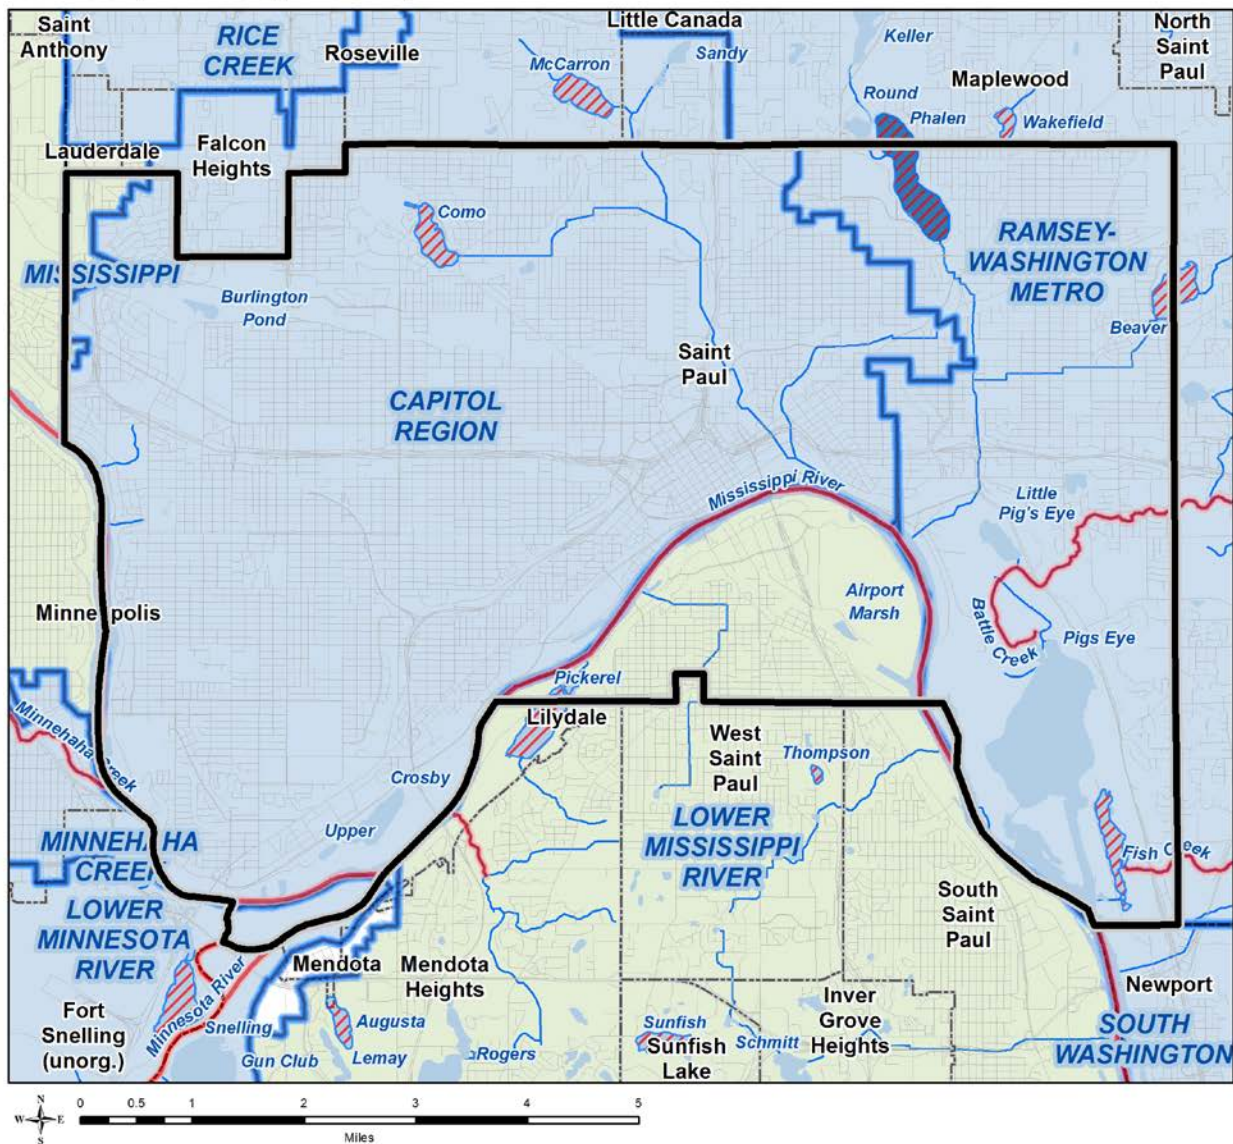 Saint
Anthony
RICE
CREEK
Roseville
Little Canada
Sandy
Keller
North
Saint
Paul
McCarron
Maplewood
Round
Phalen
Wakefield
Lauderdale
Falcon
Heights
Como
RAMSEY-
WASHINGTON
METRO
MISSISSIPPI
Burlington
Pond
Beaver
Saint
Paul
CAPITOL
REGION
Mississippi River
Little
Pig's Eye
Airport
Marsh
Minneapolis
Battle Creek
Pigs Eye
Pickerel
Lilydale
Minnehaha Creek
West
Saint
Paul
Thompson
Crosby
Upper
LOWER
MISSISSIPPI
RIVER
MINNEHAHA
CREEK
Fish Creek
LOWER
MINNESOTA
RIVER
South
Saint
Paul
Mendota
Mendota
Heights
Minnesota River
Newport
Fort
Snelling
(unorg.)
Snelling
Augusta
Inver
Grove
Heights
Gun Club
Lemay
Rogers
Sunfish
Sunfish
Lake
Schmitt
SOUTH
WASHINGTON
N
W E
S
0 0.5 1 2 3 4 5
Miles